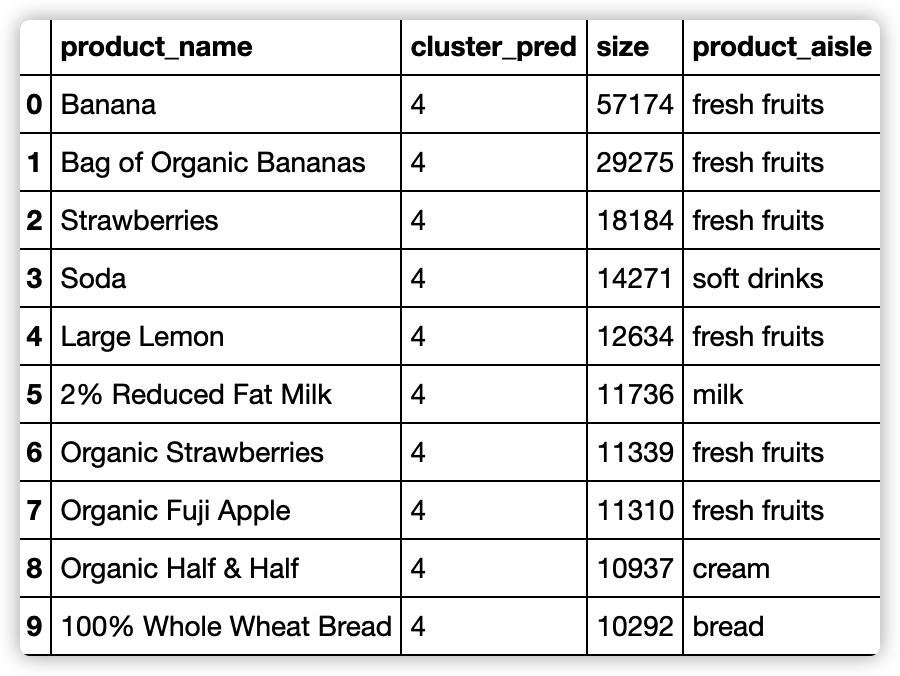 product_name cluster_pred size product_aisle
0 Banana 4 57174 fresh fruits
1 Bag of Organic Bananas 4 29275 fresh fruits
2 Strawberries 4 18184 fresh fruits
3 Soda 4 14271 soft drinks
4 Large Lemon 4 12634 fresh fruits
5 2% Reduced Fat Milk 4 11736 milk
6 Organic Strawberries 4 11339 fresh fruits
7 Organic Fuji Apple 4 11310 fresh fruits
8 Organic Half & Half 4 10937 cream
9 100% Whole Wheat Bread 4 10292 bread